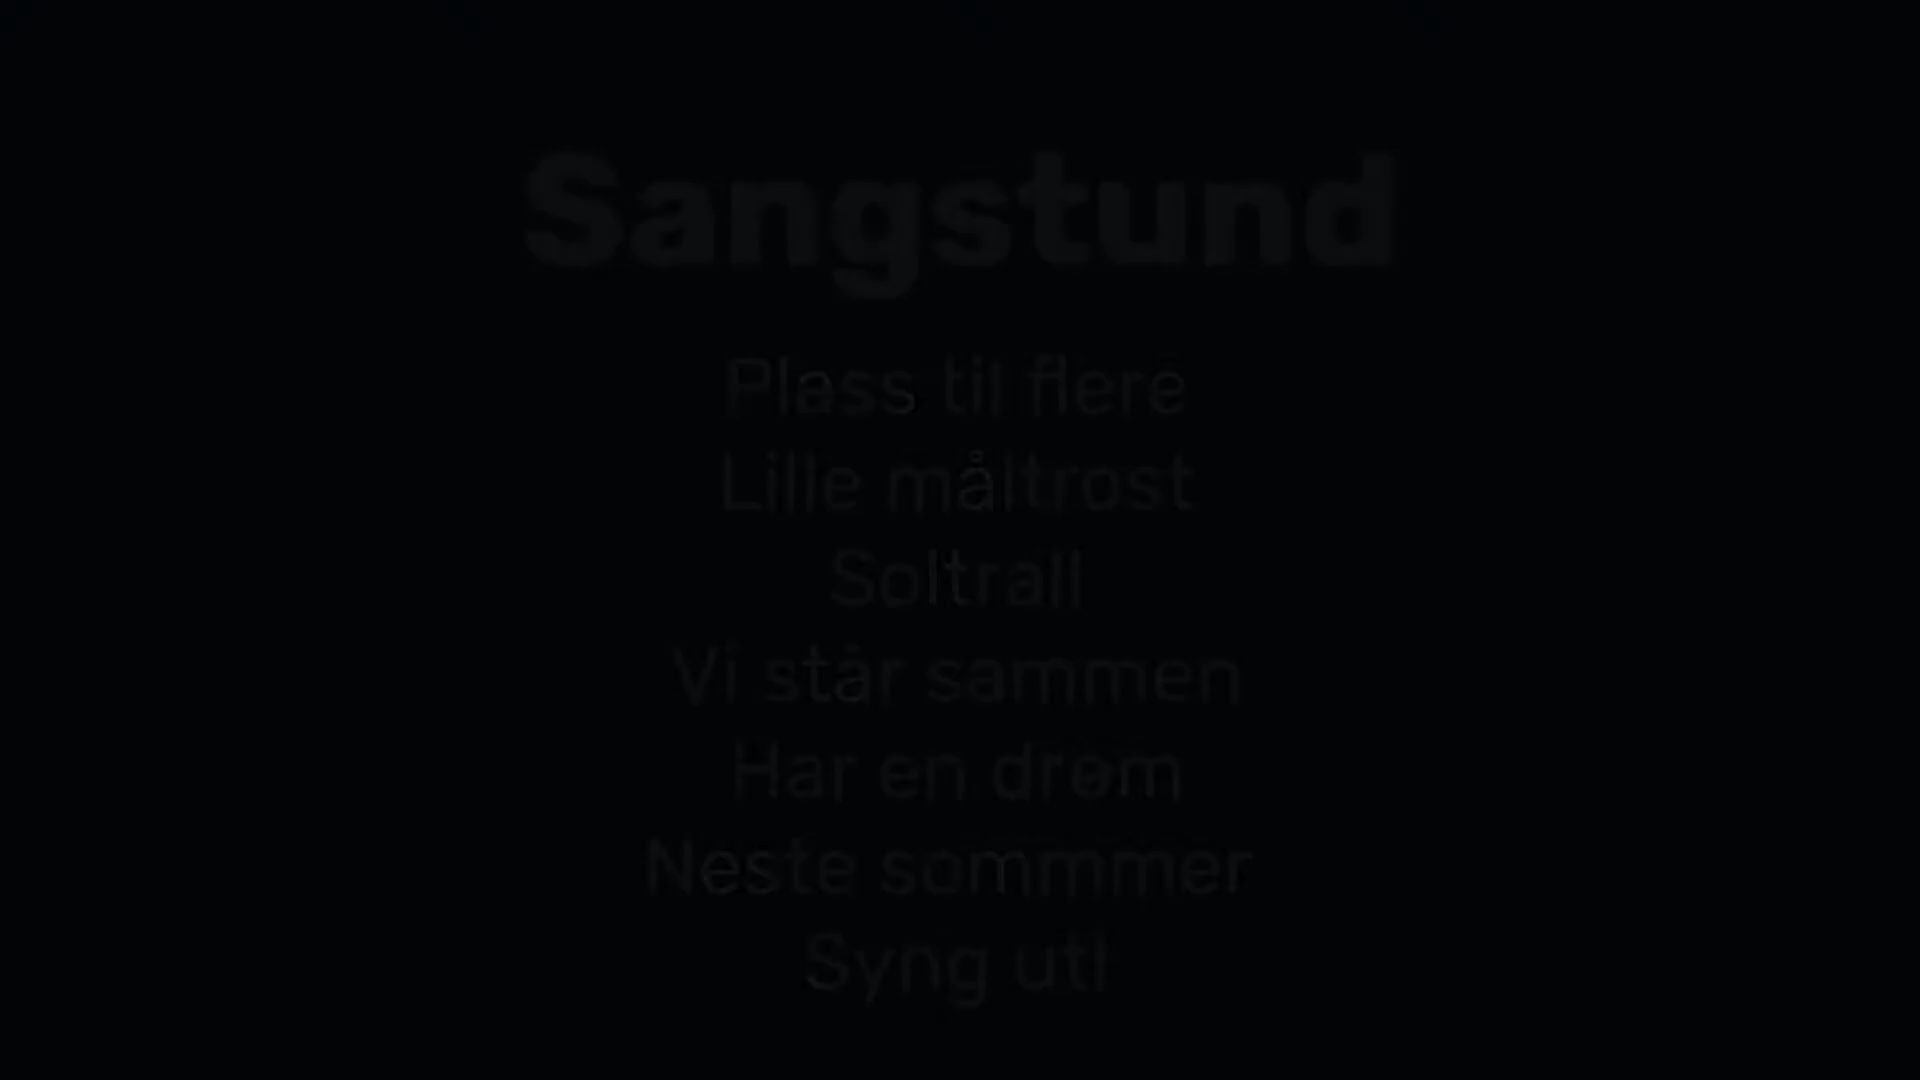 Sangstund
Plass til flere
Lille måltrost
Soltrall
Vi står sammen
Har en drøm
Neste sommmer
Syng ut!